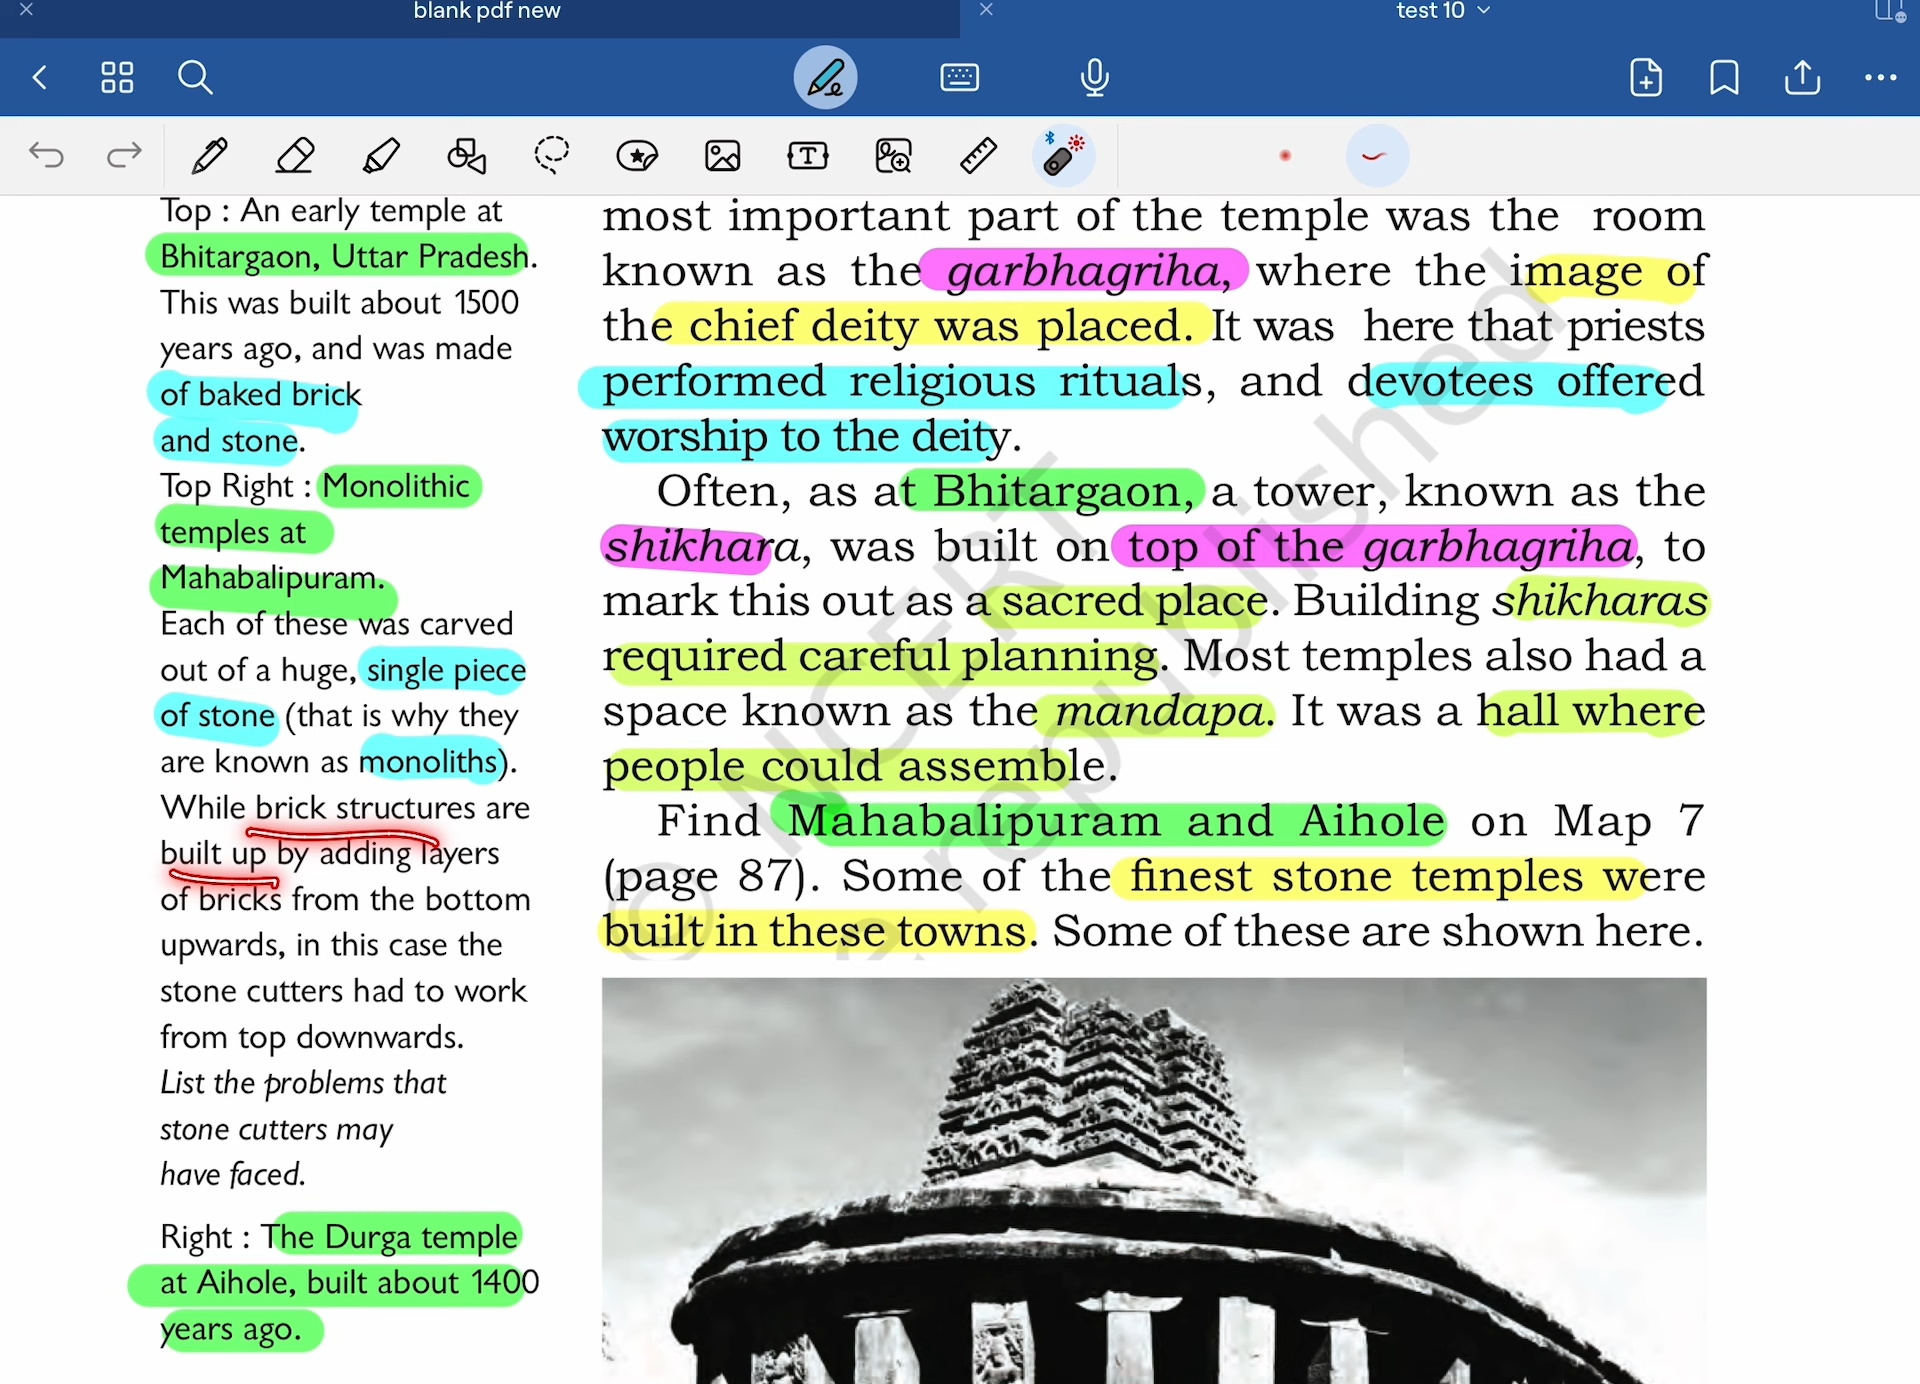 blank pdf new
test 10
Top : An early temple at
Bhitargaon, Uttar Pradesh.
This was built about 1500
years ago, and was made
of baked brick
and stone.
Top Right : Monolithic
temples at
Mahabalipuram.
Each of these was carved
out of a huge, single piece
of stone (that is why they
are known as monoliths).
While brick structures are
built up by adding layers
of bricks from the bottom
upwards, in this case the
stone cutters had to work
from top downwards.
List the problems that
stone cutters may
have faced.
Right : The Durga temple
at Aihole, built about 1400
years ago.
most important part of the temple was the room
known as the garbhagriha, where the image of
the chief deity was placed. It was here that priests
performed religious rituals, and devotees offered
worship to the deity.
Often, as at Bhitargaon, a tower, known as the
shikhara, was built on top of the garbhagriha, to
mark this out as a sacred place. Building shikharas
required careful planning. Most temples also had a
space known as the mandapa. It was a hall where
people could assemble.
Find Mahabalipuram and Aihole on Map 7
(page 87). Some of the finest stone temples were
built in these towns. Some of these are shown here.
© NCERT
republished